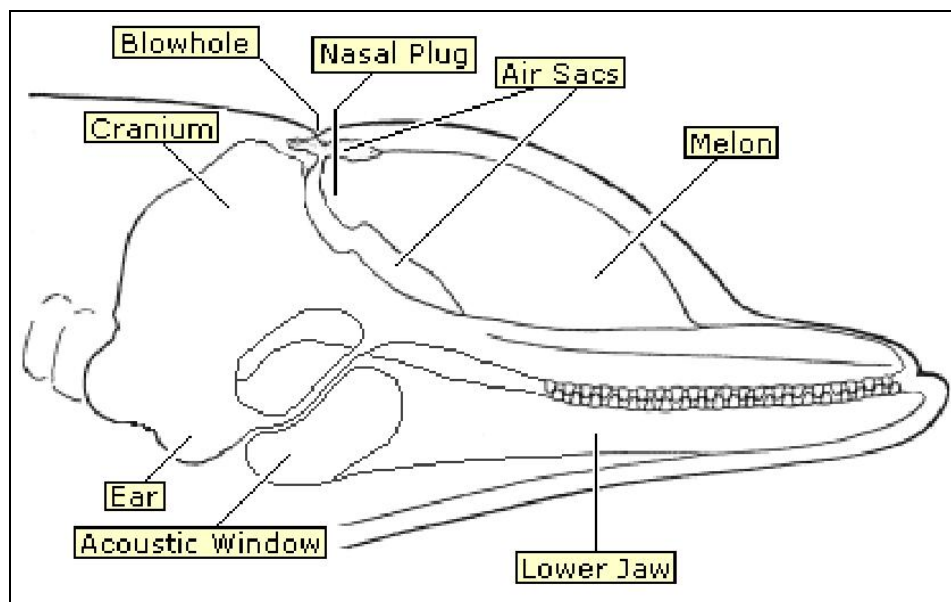 Blowhole
Nasal Plug
Air Sacs
Cranium
Melon
Ear
Acoustic Window
Lower Jaw